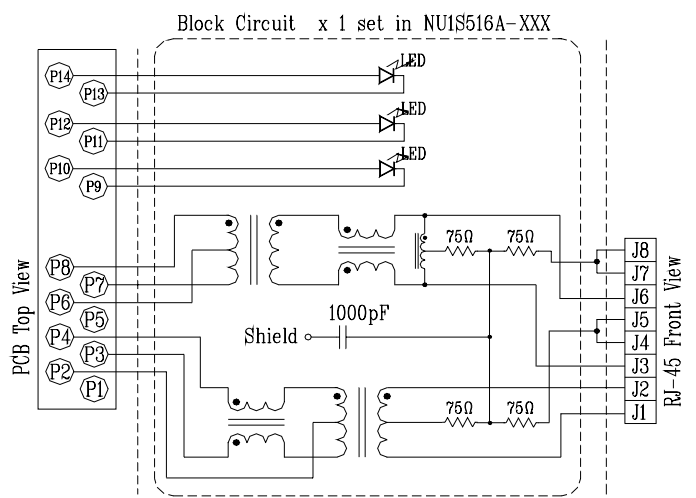 Block Circuit x 1 set in NU1S516A-XXX
LED
P14
P13
LED
P12
P11
LED
P10
P9
75Ω 75Ω
J8
P8
J7
P7
J6
P6
1000pF
P5
J5
Shield
P4
J4
P3
J3
P2
J2
P1
75Ω 75Ω
J1
PCB Top View
RJ-45 Front View